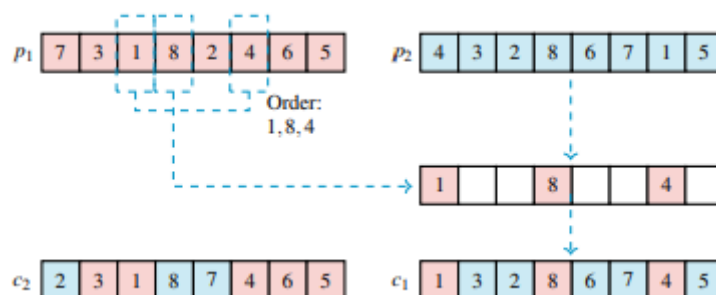 p₁ 7 3 1 8 2 4 6 5
p₂ 4 3 2 8 6 7 1 5
Order:
1, 8, 4
1 8 4
c₂ 2 3 1 8 7 4 6 5
c₁ 1 3 2 8 6 7 4 5